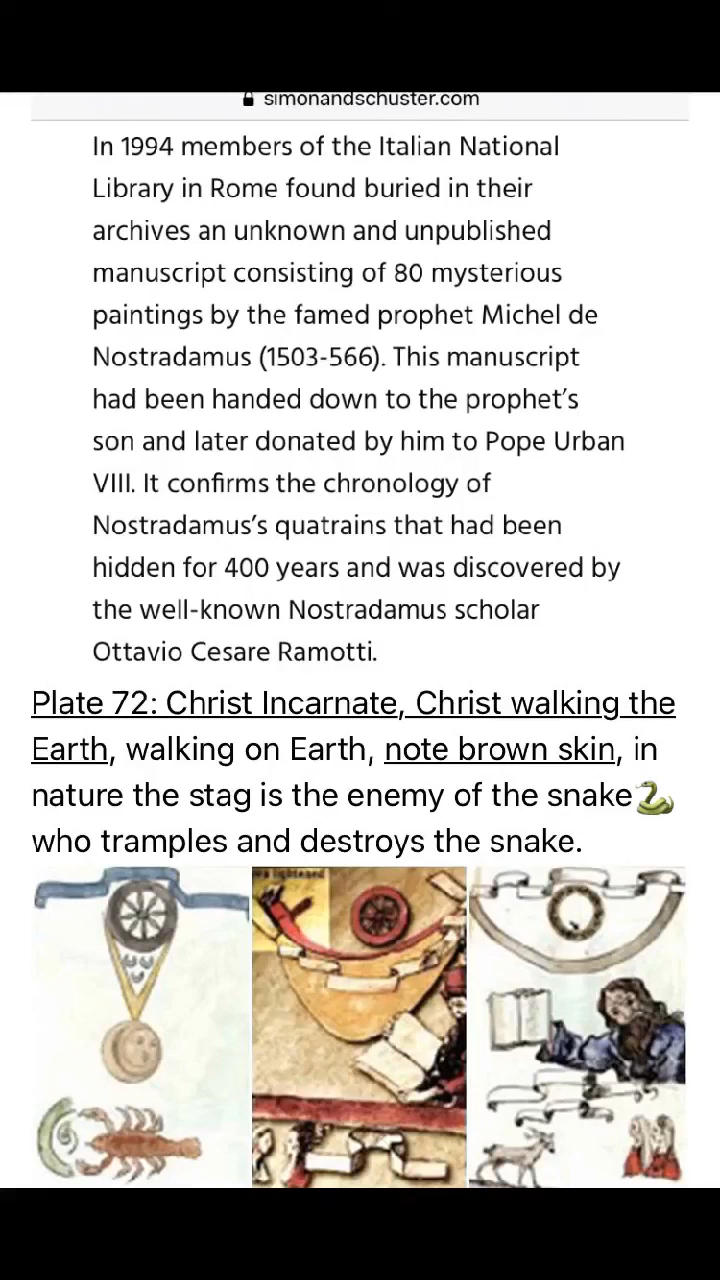 simonandschuster.com
In 1994 members of the Italian National
Library in Rome found buried in their
archives an unknown and unpublished
manuscript consisting of 80 mysterious
paintings by the famed prophet Michel de
Nostradamus (1503-566). This manuscript
had been handed down to the prophet’s
son and later donated by him to Pope Urban
VIII. It confirms the chronology of
Nostradamus’s quatrains that had been
hidden for 400 years and was discovered by
the well-known Nostradamus scholar
Ottavio Cesare Ramotti.
Plate 72: Christ Incarnate, Christ walking the
Earth, walking on Earth, note brown skin, in
nature the stag is the enemy of the snake🐍
who tramples and destroys the snake.